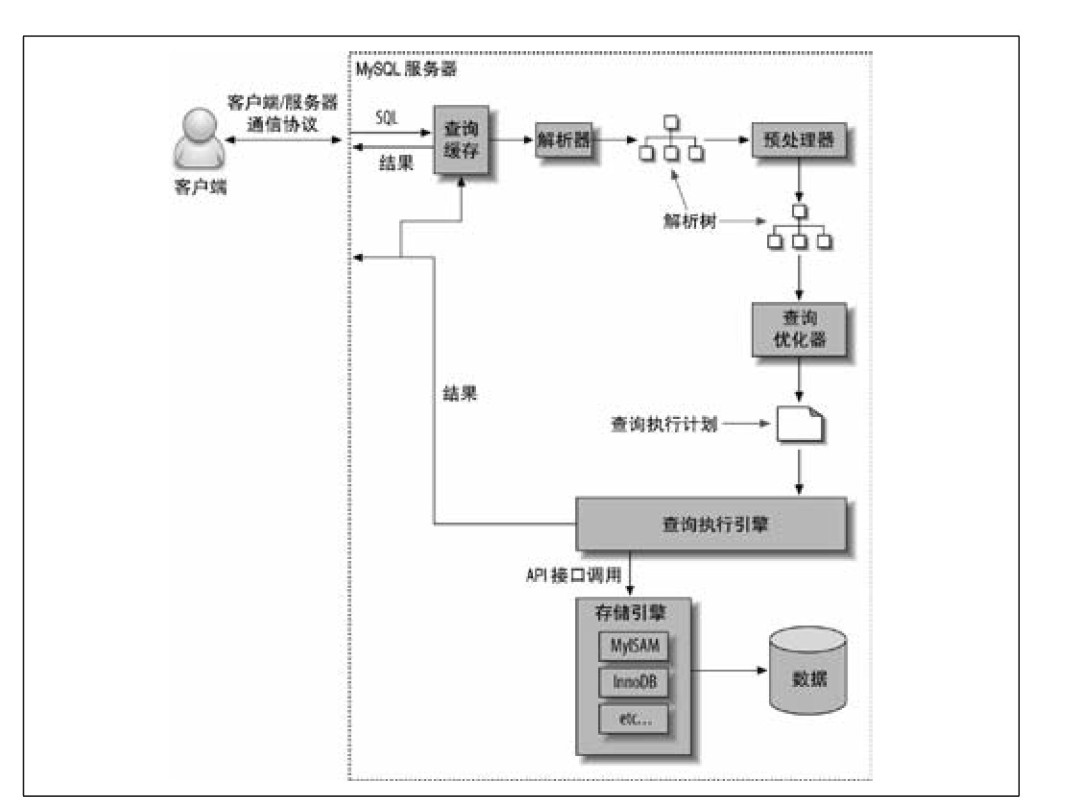 MySQL 服务器
客户端/服务器
通信协议
客户端
SQL
结果
查询
缓存
解析器
预处理器
解析树
查询
优化器
结果
查询执行计划
查询执行引擎
API 接口调用
存储引擎
MyISAM
InnoDB
etc...
数据